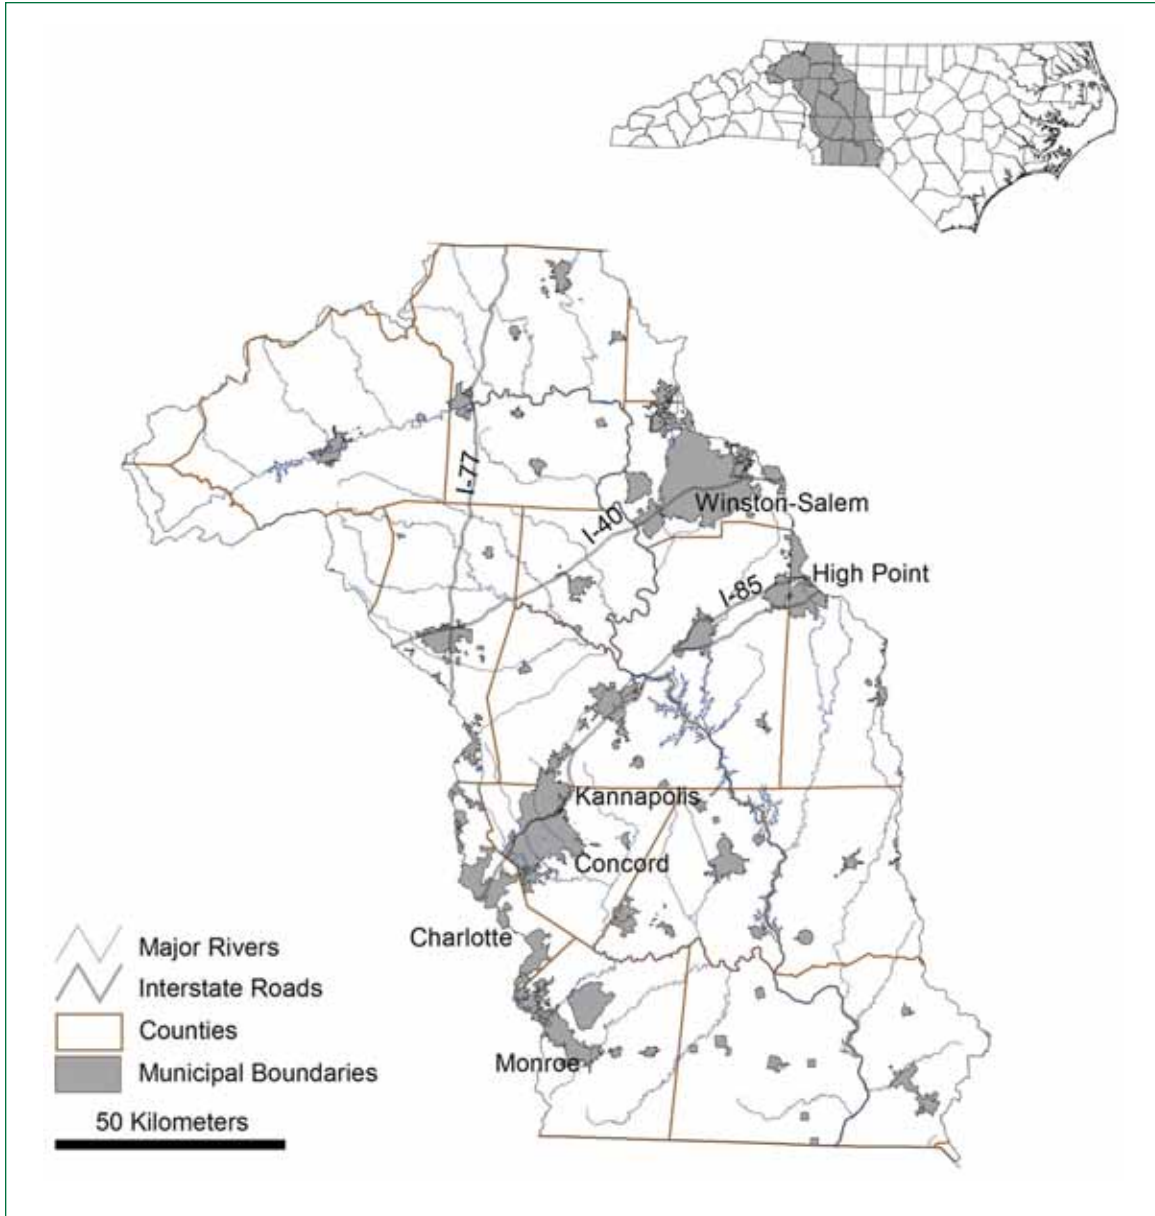 I-77
Winston-Salem
I-40
High Point
I-85
Kannapolis
Concord
Charlotte
Monroe
Major Rivers
Interstate Roads
Counties
Municipal Boundaries
50 Kilometers